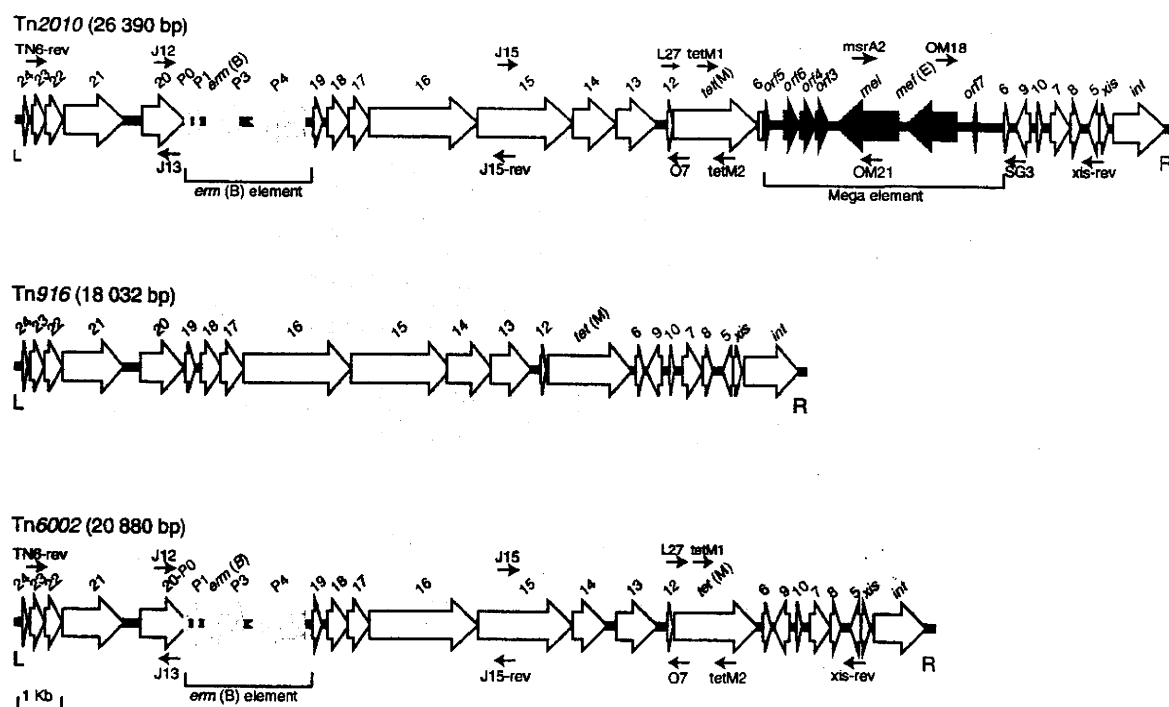 Tn2010 (26 390 bp)
TN6-rev J12 J15 L27 tetM1 msrA2 OM18
24 23 22 21 20 P0 P1 erm (B) P3 P4 19 18 17 16 15 14 13 12 tet(M) 6 orf5 orf6 orf4 orf3 mel mef (E) orf7 6 9 10 7 8 5 xis int
L J13 J15-rev O7 tetM2 OM21 SG3 xis-rev R
erm (B) element Mega element
Tn916 (18 032 bp)
24 23 22 21 20 19 18 17 16 15 14 13 12 tet (M) 6 9 10 7 8 5 xis int
L R
Tn6002 (20 880 bp)
TN6-rev J12 J15 L27 tetM1
24 23 22 21 20-P0 P1 erm (B) P3 P4 19 18 17 16 15 14 13 12 tet (M) 6 9 10 7 8 5 xis int
L J13 J15-rev O7 tetM2 xis-rev R
1 Kb erm (B) element